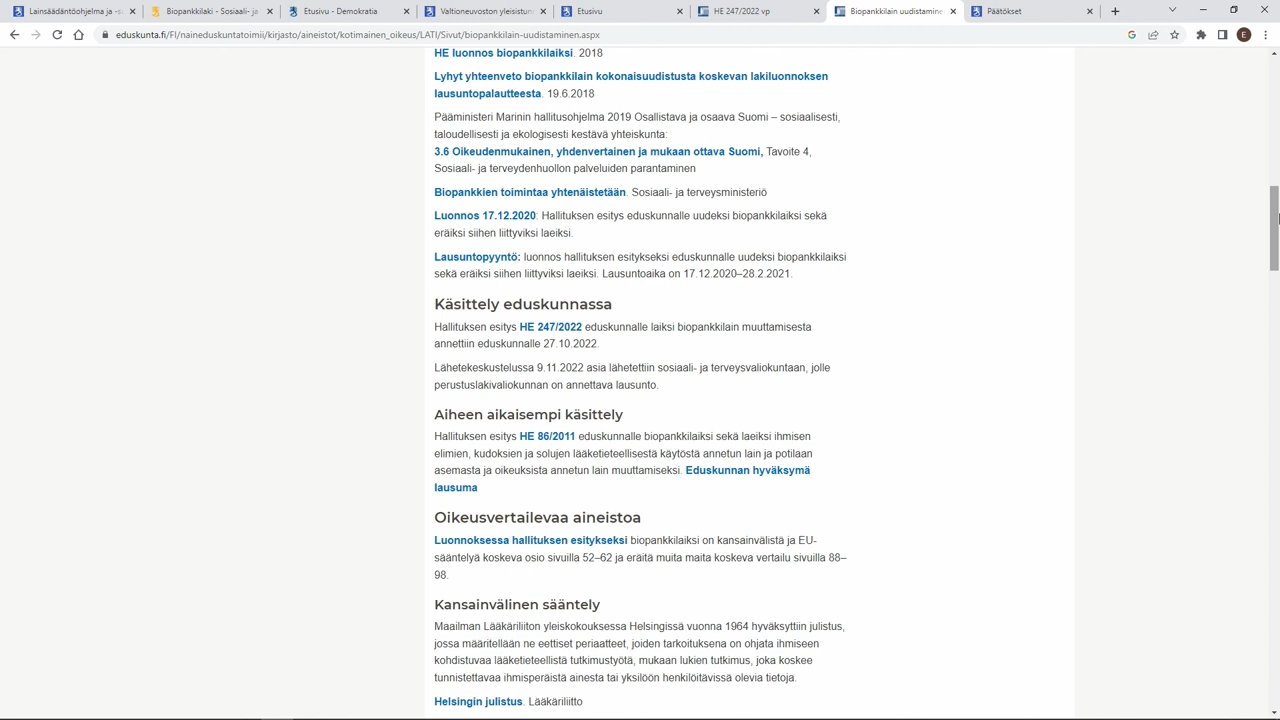 Lainsäädäntöohjelma ja -s
Biopankkilaki - Sosiaali- ja
Etusivu - Demokratia
Valtioneuvoston yleisistun
Etusivu
HE 247/2022 vp
Biopankkilain uudistamine
Päätökset
eduskunta.fi/FI/naineduskuntatoimii/kirjasto/aineistot/kotimainen_oikeus/LATI/Sivut/biopankkilain-uudistaminen.aspx
E
HE luonnos biopankkilaiksi. 2018
Lyhyt yhteenveto biopankkilain kokonaisuudistusta koskevan lakiluonnoksen
lausuntopalautteesta. 19.6.2018
Pääministeri Marinin hallitusohjelma 2019 Osallistava ja osaava Suomi – sosiaalisesti,
taloudellisesti ja ekologisesti kestävä yhteiskunta:
3.6 Oikeudenmukainen, yhdenvertainen ja mukaan ottava Suomi, Tavoite 4,
Sosiaali- ja terveydenhuollon palveluiden parantaminen
Biopankkien toimintaa yhtenäistetään. Sosiaali- ja terveysministeriö
Luonnos 17.12.2020: Hallituksen esitys eduskunnalle uudeksi biopankkilaiksi sekä
eräiksi siihen liittyviksi laeiksi.
Lausuntopyyntö: luonnos hallituksen esitykseksi eduskunnalle uudeksi biopankkilaiksi
sekä eräiksi siihen liittyviksi laeiksi. Lausuntoaika on 17.12.2020–28.2.2021.
Käsittely eduskunnassa
Hallituksen esitys HE 247/2022 eduskunnalle laiksi biopankkilain muuttamisesta
annettiin eduskunnalle 27.10.2022.
Lähetekeskustelussa 9.11.2022 asia lähetettiin sosiaali- ja terveysvaliokuntaan, jolle
perustuslakivaliokunnan on annettava lausunto.
Aiheen aikaisempi käsittely
Hallituksen esitys HE 86/2011 eduskunnalle biopankkilaiksi sekä laeiksi ihmisen
elimien, kudoksien ja solujen lääketieteellisestä käytöstä annetun lain ja potilaan
asemasta ja oikeuksista annetun lain muuttamiseksi. Eduskunnan hyväksymä
lausuma
Oikeusvertailevaa aineistoa
Luonnoksessa hallituksen esitykseksi biopankkilaiksi on kansainvälistä ja EU-
sääntelyä koskeva osio sivuilla 52–62 ja eräitä muita maita koskeva vertailu sivuilla 88–
98.
Kansainvälinen sääntely
Maailman Lääkäriliiton yleiskokouksessa Helsingissä vuonna 1964 hyväksyttiin julistus,
jossa määritellään ne eettiset periaatteet, joiden tarkoituksena on ohjata ihmiseen
kohdistuvaa lääketieteellistä tutkimustyötä, mukaan lukien tutkimus, joka koskee
tunnistettavaa ihmisperäistä ainesta tai yksilöön henkilöitävissä olevia tietoja.
Helsingin julistus. Lääkäriliitto